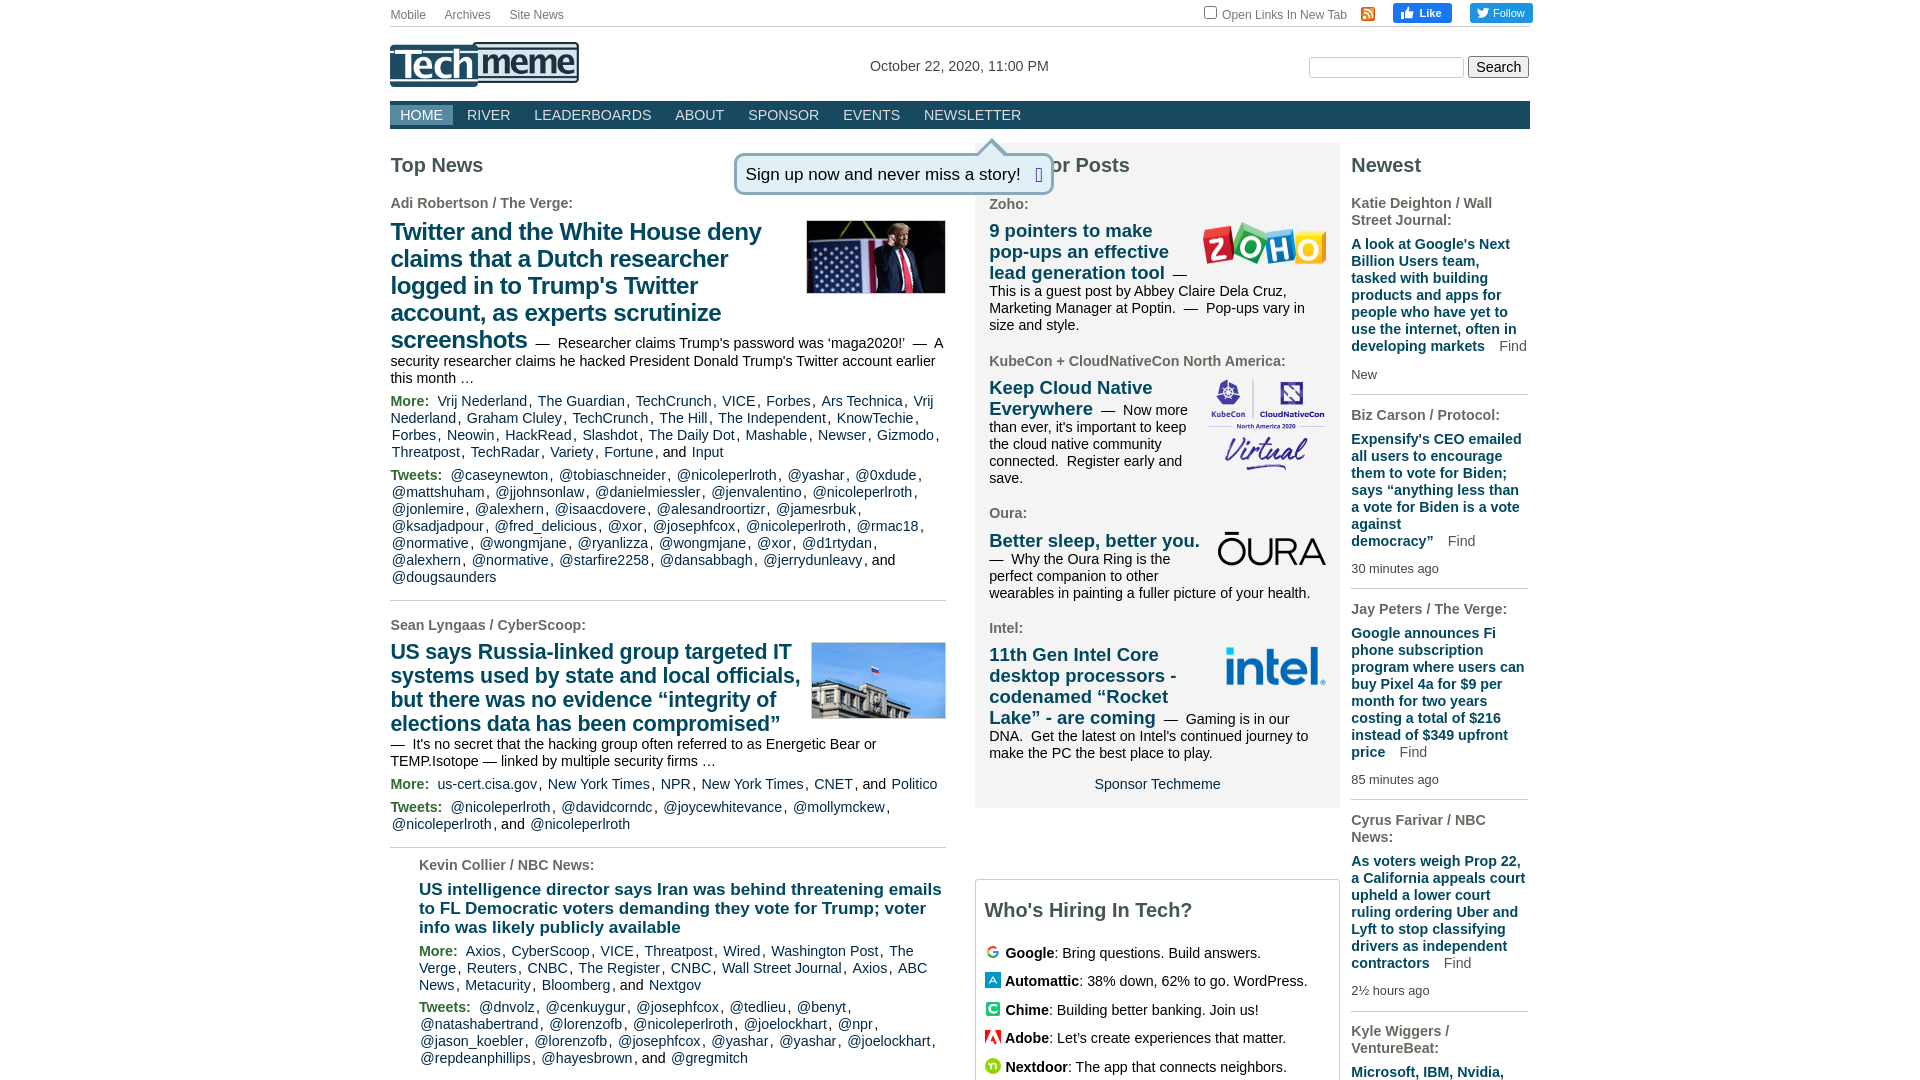 Mobile Archives Site News
Open Links In New Tab Like Follow
Techmeme
October 22, 2020, 11:00 PM
Search
HOME RIVER LEADERBOARDS ABOUT SPONSOR EVENTS NEWSLETTER
Sign up now and never miss a story!
Top News
Adi Robertson / The Verge:
Twitter and the White House deny
claims that a Dutch researcher
logged in to Trump's Twitter
account, as experts scrutinize
screenshots — Researcher claims Trump's password was ‘maga2020!’ — A
security researcher claims he hacked President Donald Trump's Twitter account earlier
this month …
More: Vrij Nederland, The Guardian, TechCrunch, VICE, Forbes, Ars Technica, Vrij
Nederland, Graham Cluley, TechCrunch, The Hill, The Independent, KnowTechie,
Forbes, Neowin, HackRead, Slashdot, The Daily Dot, Mashable, Newser, Gizmodo,
Threatpost, TechRadar, Variety, Fortune, and Input
Tweets: @caseynewton, @tobiaschneider, @nicoleperlroth, @yashar, @0xdude,
@mattshuham, @jjohnsonlaw, @danielmiessler, @jenvalentino, @nicoleperlroth,
@jonlemire, @alexhern, @isaacdovere, @alesandroortizr, @jamesrbuk,
@ksadjadpour, @fred_delicious, @xor, @josephfcox, @nicoleperlroth, @rmac18,
@normative, @wongmjane, @ryanlizza, @wongmjane, @xor, @d1rtydan,
@alexhern, @normative, @starfire2258, @dansabbagh, @jerrydunleavy, and
@dougsaunders
Sean Lyngaas / CyberScoop:
US says Russia-linked group targeted IT
systems used by state and local officials,
but there was no evidence “integrity of
elections data has been compromised”
— It's no secret that the hacking group often referred to as Energetic Bear or
TEMP.Isotope — linked by multiple security firms …
More: us-cert.cisa.gov, New York Times, NPR, New York Times, CNET, and Politico
Tweets: @nicoleperlroth, @davidcorndc, @joycewhitevance, @mollymckew,
@nicoleperlroth, and @nicoleperlroth
Kevin Collier / NBC News:
US intelligence director says Iran was behind threatening emails
to FL Democratic voters demanding they vote for Trump; voter
info was likely publicly available
More: Axios, CyberScoop, VICE, Threatpost, Wired, Washington Post, The
Verge, Reuters, CNBC, The Register, CNBC, Wall Street Journal, Axios, ABC
News, Metacurity, Bloomberg, and Nextgov
Tweets: @dnvolz, @cenkuygur, @josephfcox, @tedlieu, @benyt,
@natashabertrand, @lorenzofb, @nicoleperlroth, @joelockhart, @npr,
@jason_koebler, @lorenzofb, @josephfcox, @yashar, @yashar, @joelockhart,
@repdeanphillips, @hayesbrown, and @gregmitch
or Posts
Zoho:
9 pointers to make
pop-ups an effective
lead generation tool —
This is a guest post by Abbey Claire Dela Cruz,
Marketing Manager at Poptin. — Pop-ups vary in
size and style.
ZOHO
KubeCon + CloudNativeCon North America:
Keep Cloud Native
Everywhere — Now more
than ever, it's important to keep
the cloud native community
connected. Register early and
save.
KubeCon CloudNativeCon
North America 2020
Virtual
Oura:
Better sleep, better you.
— Why the Oura Ring is the
perfect companion to other
wearables in painting a fuller picture of your health.
ŌURA
Intel:
11th Gen Intel Core
desktop processors -
codenamed “Rocket
Lake” - are coming — Gaming is in our
DNA. Get the latest on Intel's continued journey to
make the PC the best place to play.
intel
Sponsor Techmeme
Who's Hiring In Tech?
Google: Bring questions. Build answers.
Automattic: 38% down, 62% to go. WordPress.
Chime: Building better banking. Join us!
Adobe: Let’s create experiences that matter.
Nextdoor: The app that connects neighbors.
Newest
Katie Deighton / Wall
Street Journal:
A look at Google's Next
Billion Users team,
tasked with building
products and apps for
people who have yet to
use the internet, often in
developing markets Find
New
Biz Carson / Protocol:
Expensify's CEO emailed
all users to encourage
them to vote for Biden;
says “anything less than
a vote for Biden is a vote
against
democracy” Find
30 minutes ago
Jay Peters / The Verge:
Google announces Fi
phone subscription
program where users can
buy Pixel 4a for $9 per
month for two years
costing a total of $216
instead of $349 upfront
price Find
85 minutes ago
Cyrus Farivar / NBC
News:
As voters weigh Prop 22,
a California appeals court
upheld a lower court
ruling ordering Uber and
Lyft to stop classifying
drivers as independent
contractors Find
2½ hours ago
Kyle Wiggers /
VentureBeat:
Microsoft, IBM, Nvidia,